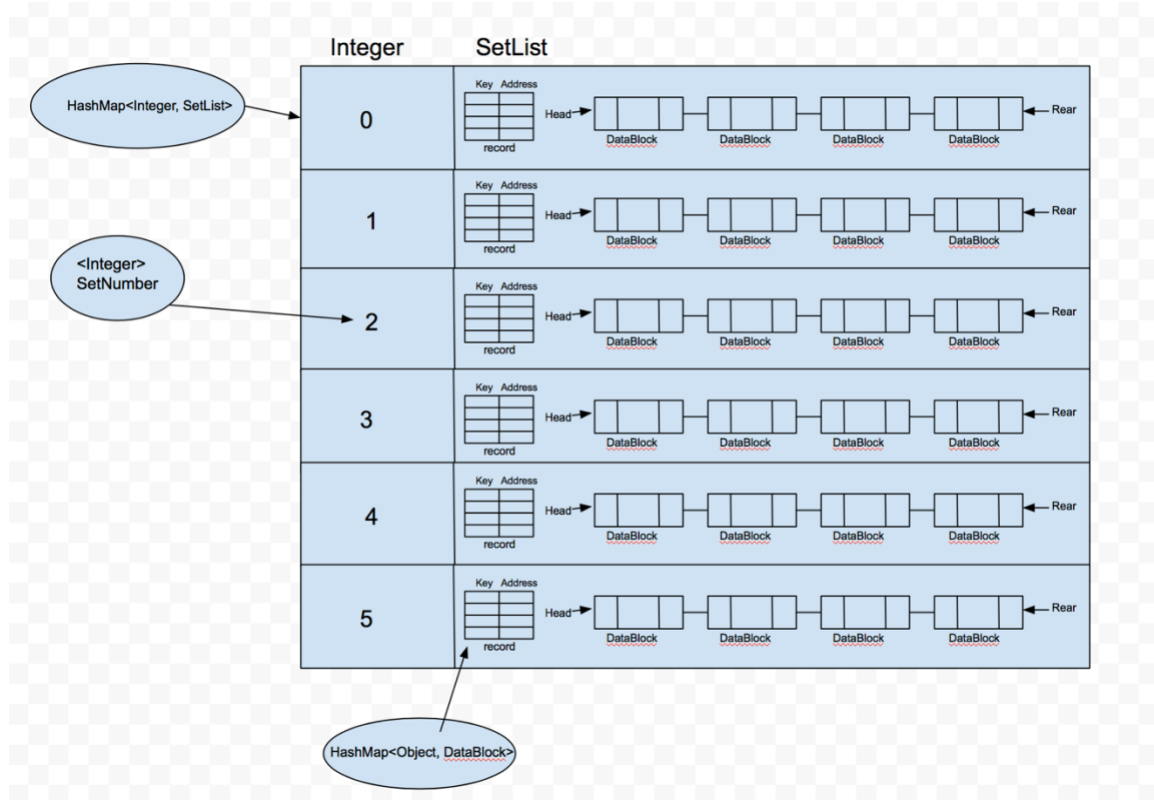 Integer SetList
HashMap<Integer, SetList>
Key Address
0
Head
Rear
DataBlock DataBlock DataBlock DataBlock
record
Key Address
1
Head
Rear
DataBlock DataBlock DataBlock DataBlock
record
<Integer>
SetNumber
Key Address
2
Head
Rear
DataBlock DataBlock DataBlock DataBlock
record
Key Address
3
Head
Rear
DataBlock DataBlock DataBlock DataBlock
record
Key Address
4
Head
Rear
DataBlock DataBlock DataBlock DataBlock
record
Key Address
5
Head
Rear
DataBlock DataBlock DataBlock DataBlock
record
HashMap<Object, DataBlock>